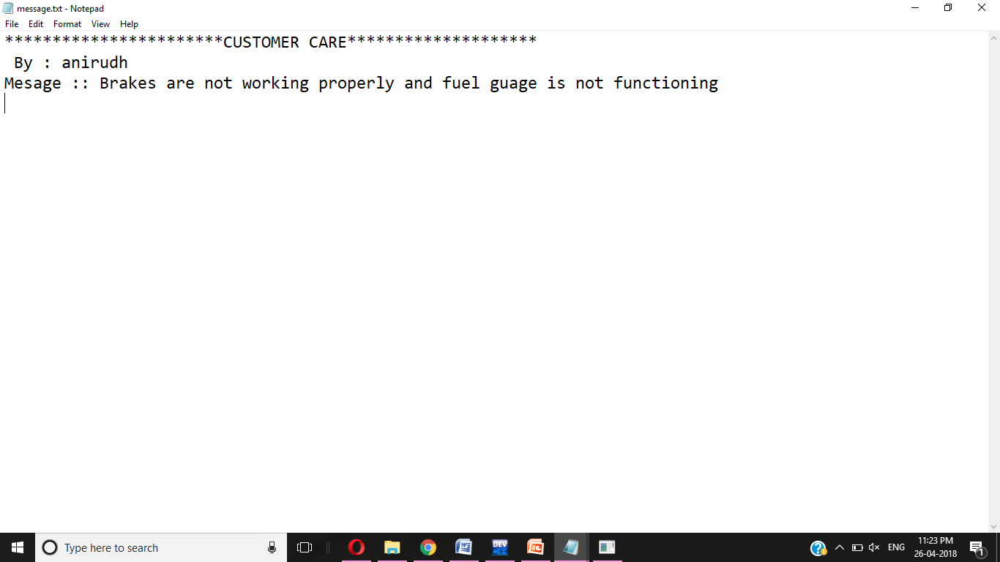 message.txt - Notepad
File Edit Format View Help
***********************CUSTOMER CARE********************
 By : anirudh
Mesage :: Brakes are not working properly and fuel guage is not functioning
Type here to search
DEV
ENG
11:23 PM
26-04-2018
1